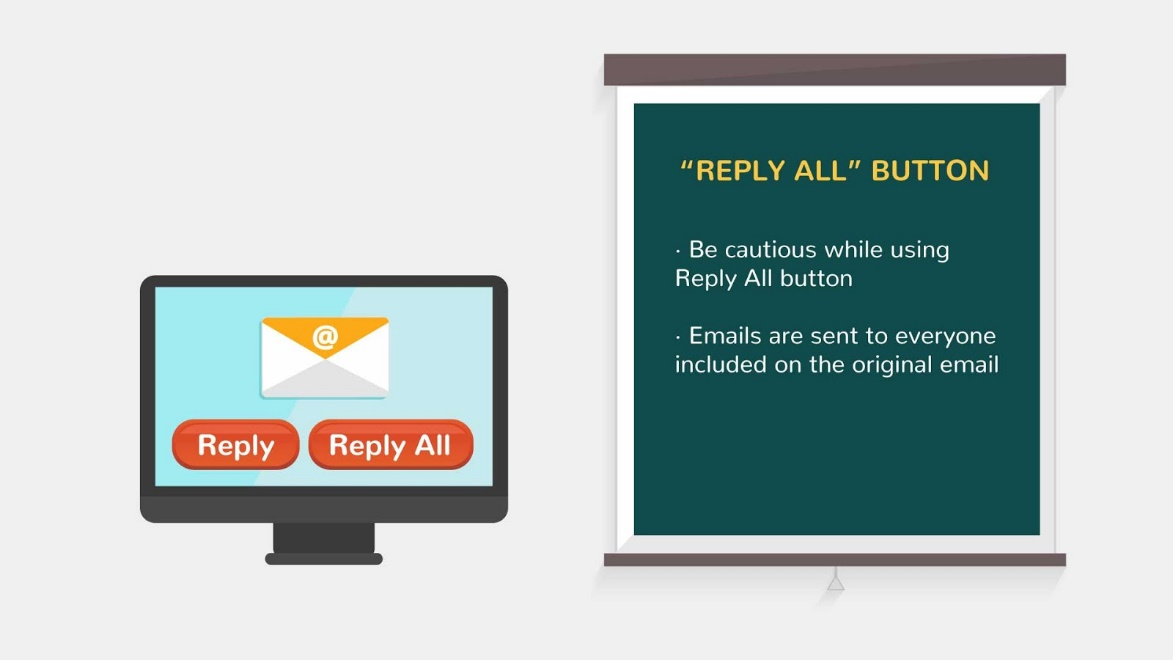 “REPLY ALL” BUTTON
· Be cautious while using
Reply All button
· Emails are sent to everyone
included on the original email
@
Reply
Reply All